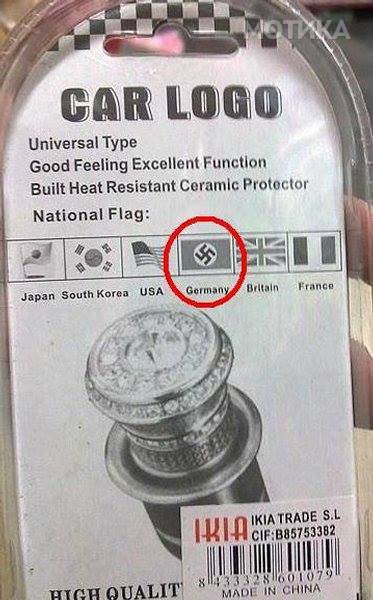 МОТИКА
CAR LOGO
Universal Type
Good Feeling Excellent Function
Built Heat Resistant Ceramic Protector
National Flag:
Japan South Korea USA Germany Britain France
IKIA IKIA TRADE S.L
CIF:B85753382
8 433328 601079
MADE IN CHINA
HIGH QUALIT